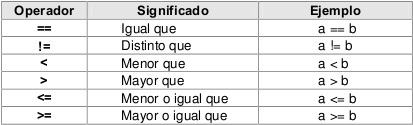 Operador Significado Ejemplo
== Igual que a == b
!= Distinto que a != b
< Menor que a < b
> Mayor que a > b
<= Menor o igual que a <= b
>= Mayor o igual que a >= b